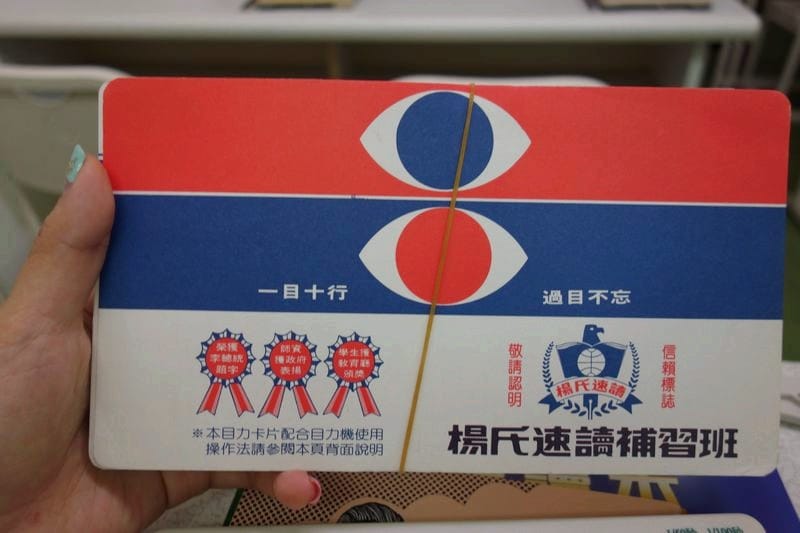 一目十行
過目不忘
榮獲
李總統
題字
師資
獲政府
表揚
學生獲
教育廳
頒獎
敬請認明
楊氏速讀
信賴標誌
※本目力卡片配合目力機使用
操作法請參閱本頁背面說明
楊氏速讀補習班